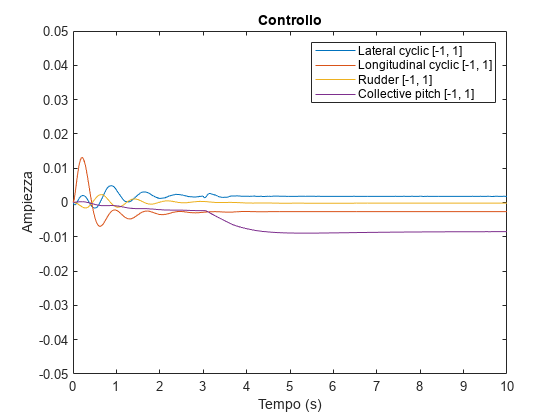 Controllo
0.05
0.04
0.03
0.02
0.01
0
-0.01
-0.02
-0.03
-0.04
-0.05
Ampiezza
Lateral cyclic [-1, 1]
Longitudinal cyclic [-1, 1]
Rudder [-1, 1]
Collective pitch [-1, 1]
0 1 2 3 4 5 6 7 8 9 10
Tempo (s)